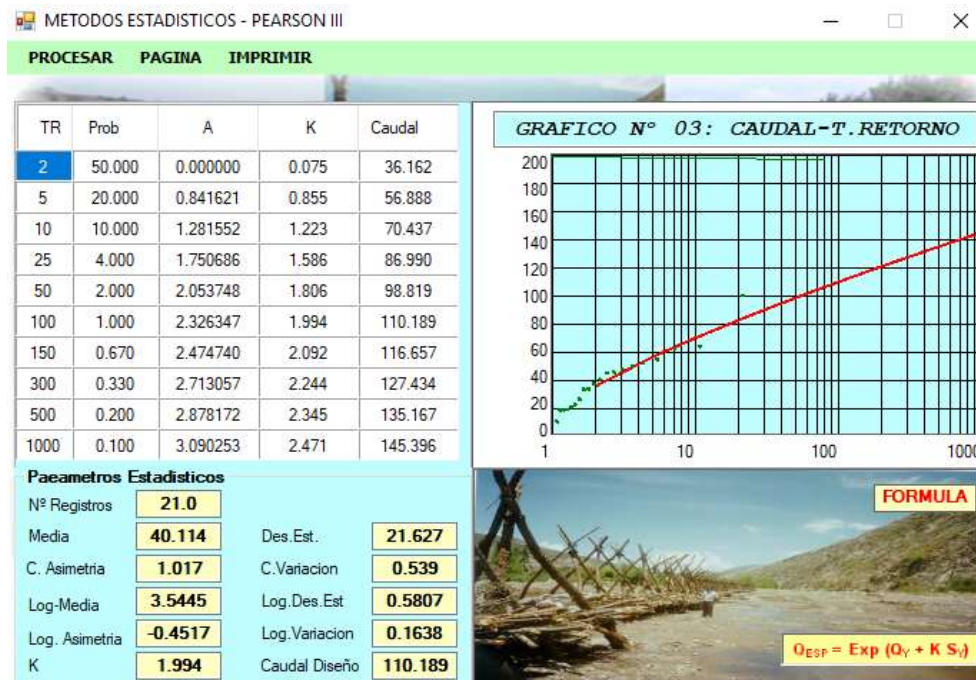 METODOS ESTADISTICOS - PEARSON III
PROCESAR PAGINA IMPRIMIR
TR Prob A K Caudal
2 50.000 0.000000 0.075 36.162
5 20.000 0.841621 0.855 56.888
10 10.000 1.281552 1.223 70.437
25 4.000 1.750686 1.586 86.990
50 2.000 2.053748 1.806 98.819
100 1.000 2.326347 1.994 110.189
150 0.670 2.474740 2.092 116.657
300 0.330 2.713057 2.244 127.434
500 0.200 2.878172 2.345 135.167
1000 0.100 3.090253 2.471 145.396
GRAFICO Nº 03: CAUDAL-T.RETORNO
200
180
160
140
120
100
80
60
40
20
0
1 10 100 1000
Paeametros Estadisticos
Nº Registros 21.0
Media 40.114 Des.Est. 21.627
C. Asimetria 1.017 C.Variacion 0.539
Log-Media 3.5445 Log.Des.Est 0.5807
Log. Asimetria -0.4517 Log.Variacion 0.1638
K 1.994 Caudal Diseño 110.189
FORMULA
QESP = Exp (QY + K SY)